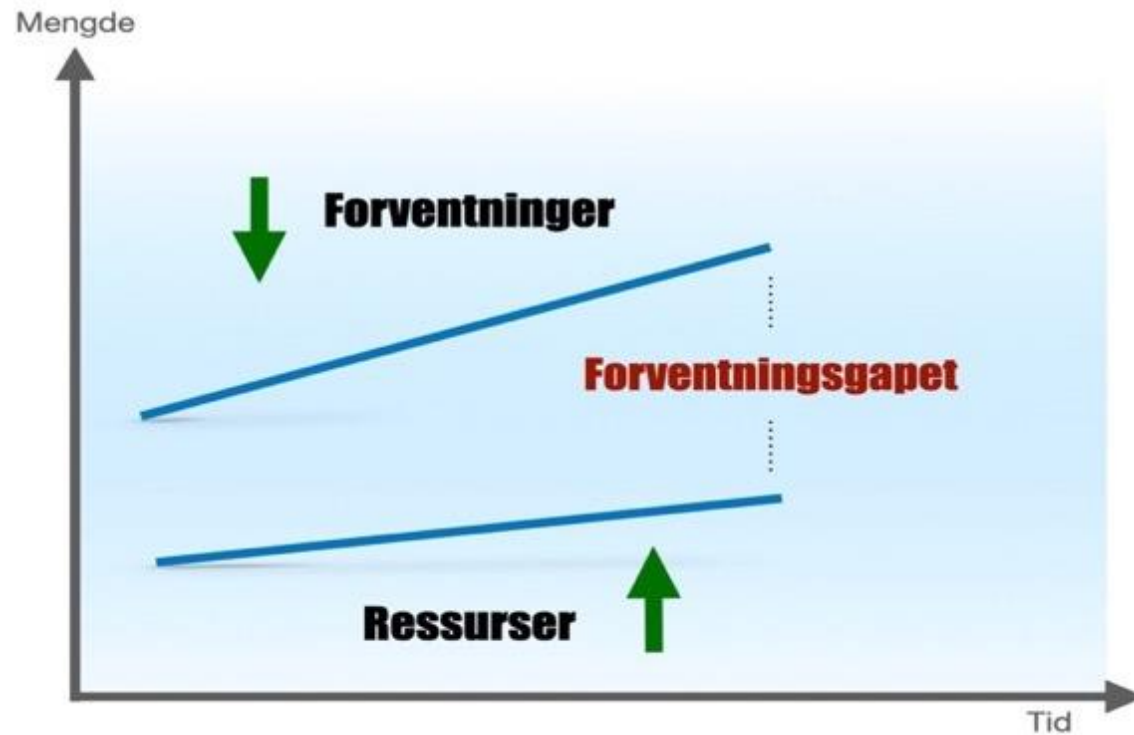 Mengde
Forventninger
Forventningsgapet
Ressurser
Tid